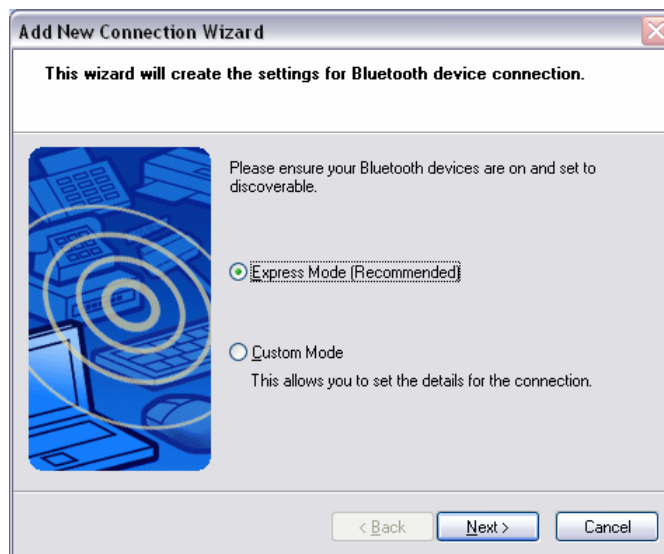 Add New Connection Wizard
This wizard will create the settings for Bluetooth device connection.
Please ensure your Bluetooth devices are on and set to
discoverable.
Express Mode (Recommended)
Custom Mode
This allows you to set the details for the connection.
< Back
Next >
Cancel